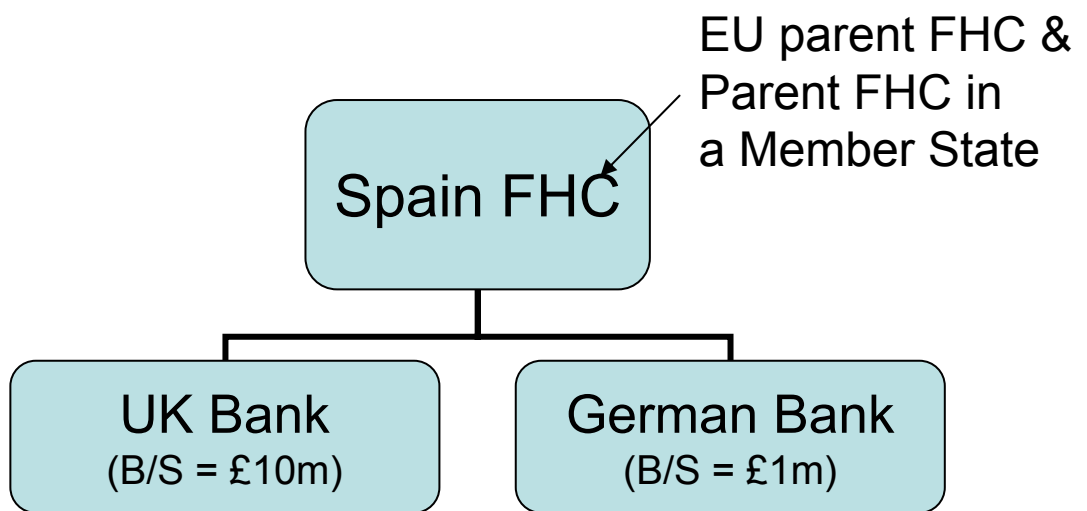 EU parent FHC &
Parent FHC in
a Member State
Spain FHC
UK Bank
(B/S = £10m)
German Bank
(B/S = £1m)